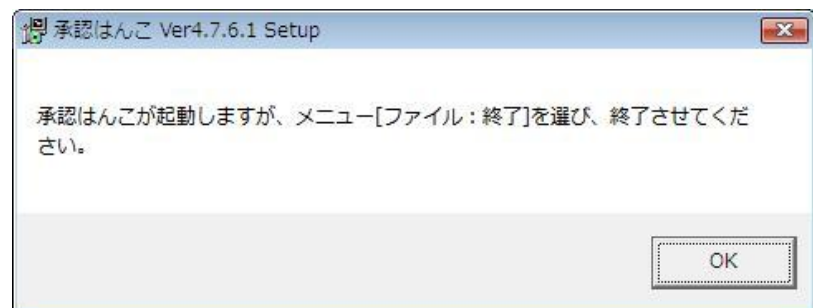 承認はんこ Ver4.7.6.1 Setup
承認はんこが起動しますが、メニュー[ファイル：終了]を選び、終了させてくだ
さい。
OK